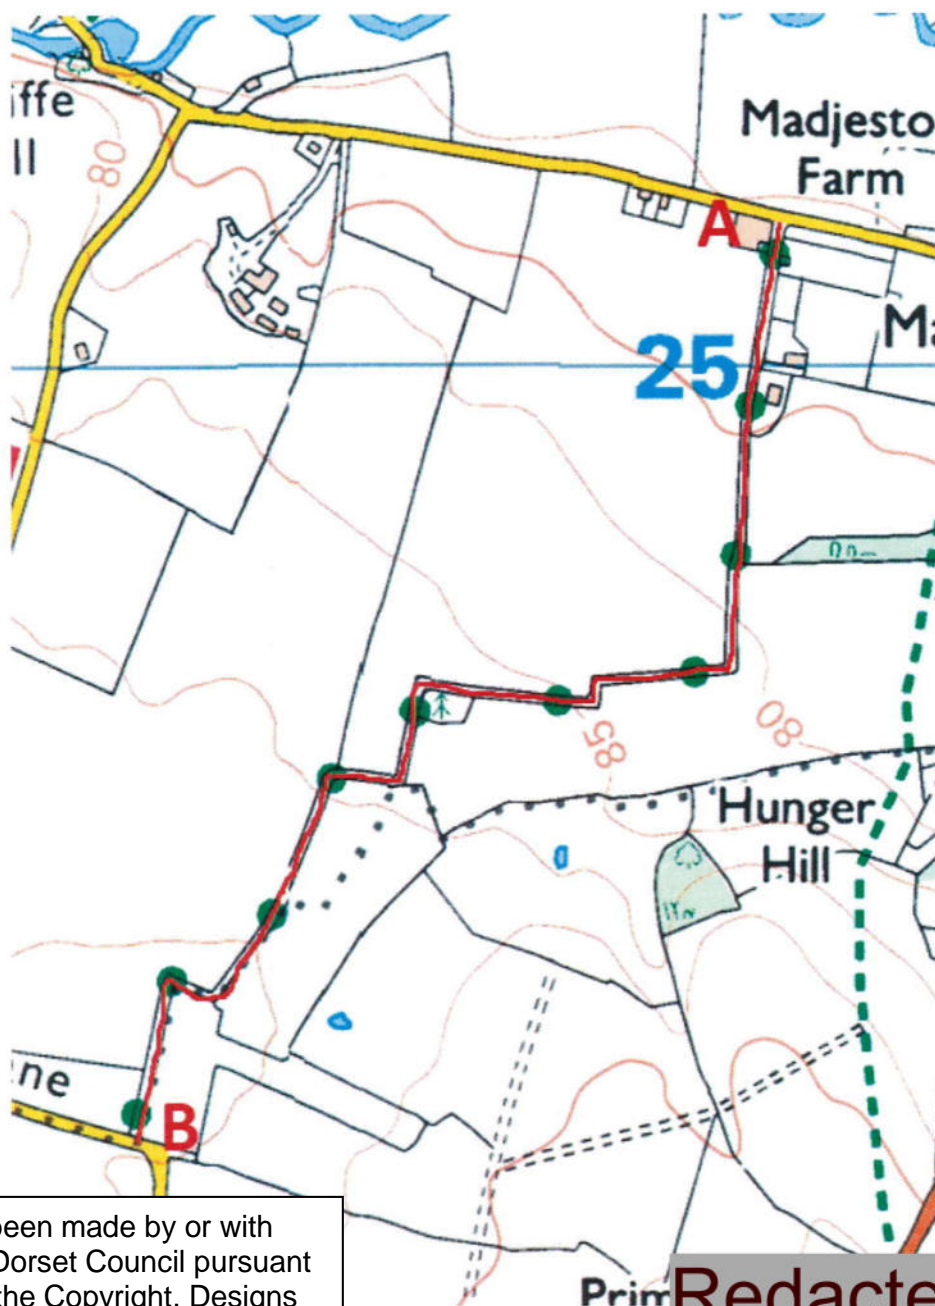 iffe
ll
80
Madjesto
Farm
A
Ma
25
85
80
Hunger
Hill
ne
B
been made by or with
Dorset Council pursuant
the Copyright, Designs
Prim
Redacte